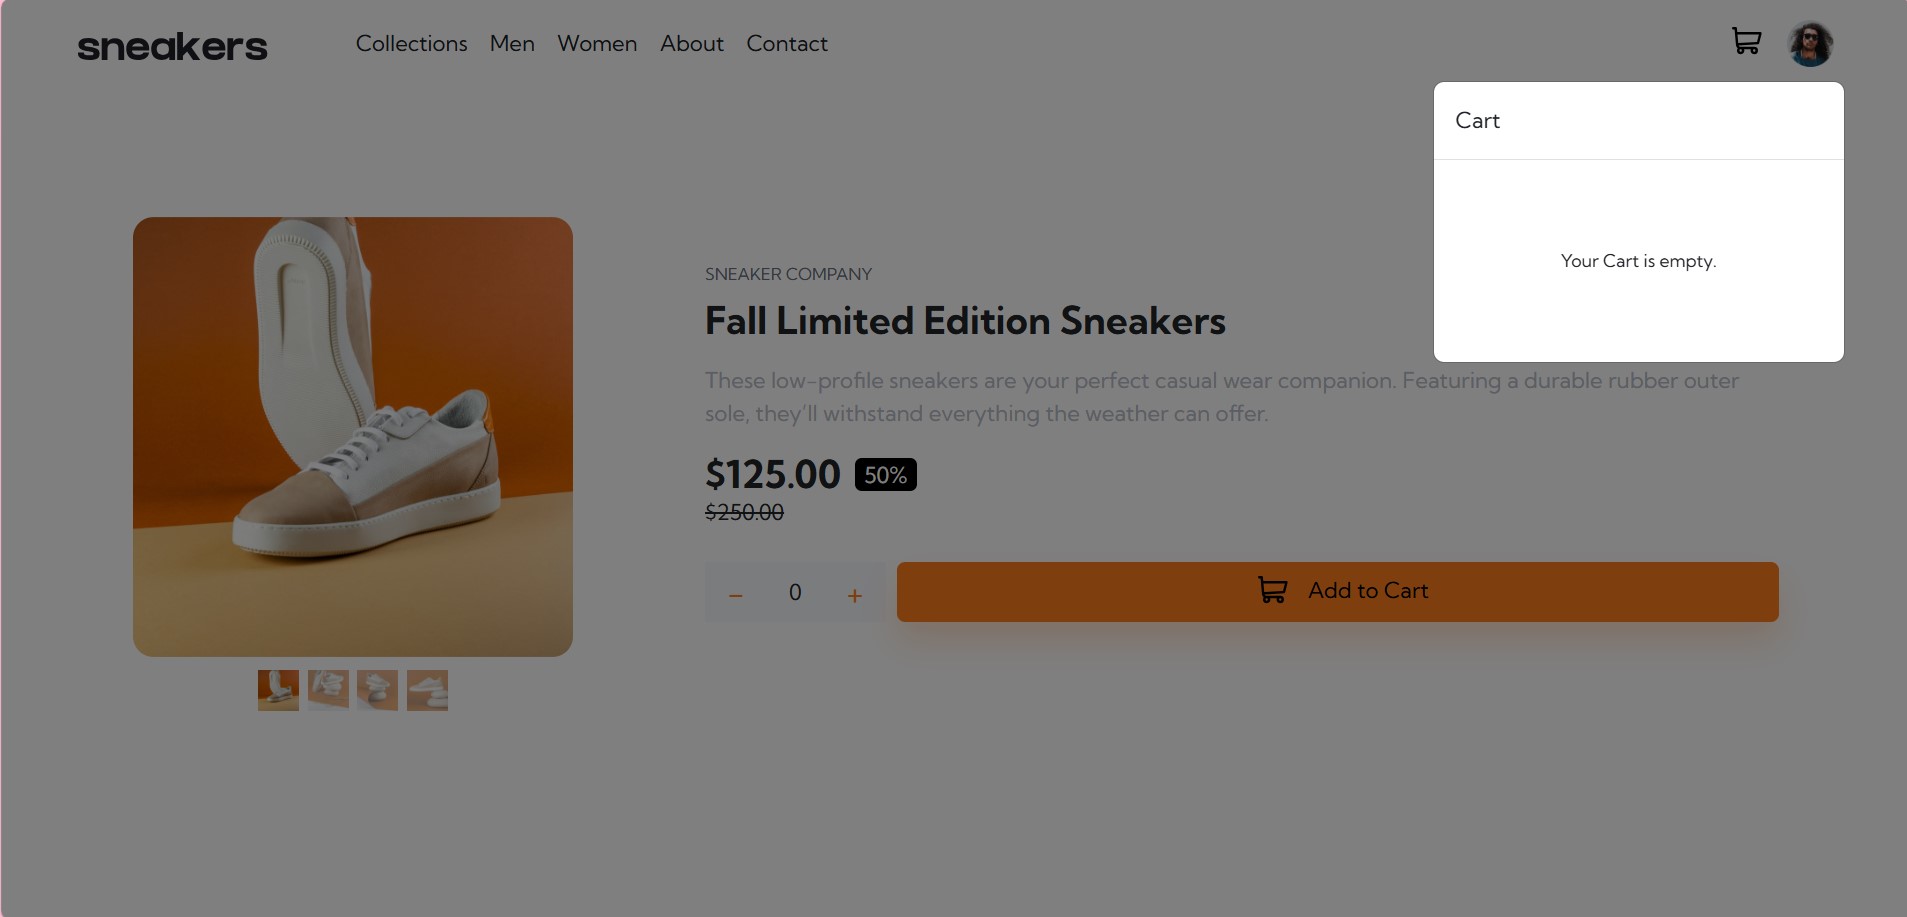 sneakers
Collections Men Women About Contact
Cart
Your Cart is empty.
SNEAKER COMPANY
Fall Limited Edition Sneakers
These low-profile sneakers are your perfect casual wear companion. Featuring a durable rubber outer
sole, they’ll withstand everything the weather can offer.
$125.00 50%
$250.00
− 0 + Add to Cart